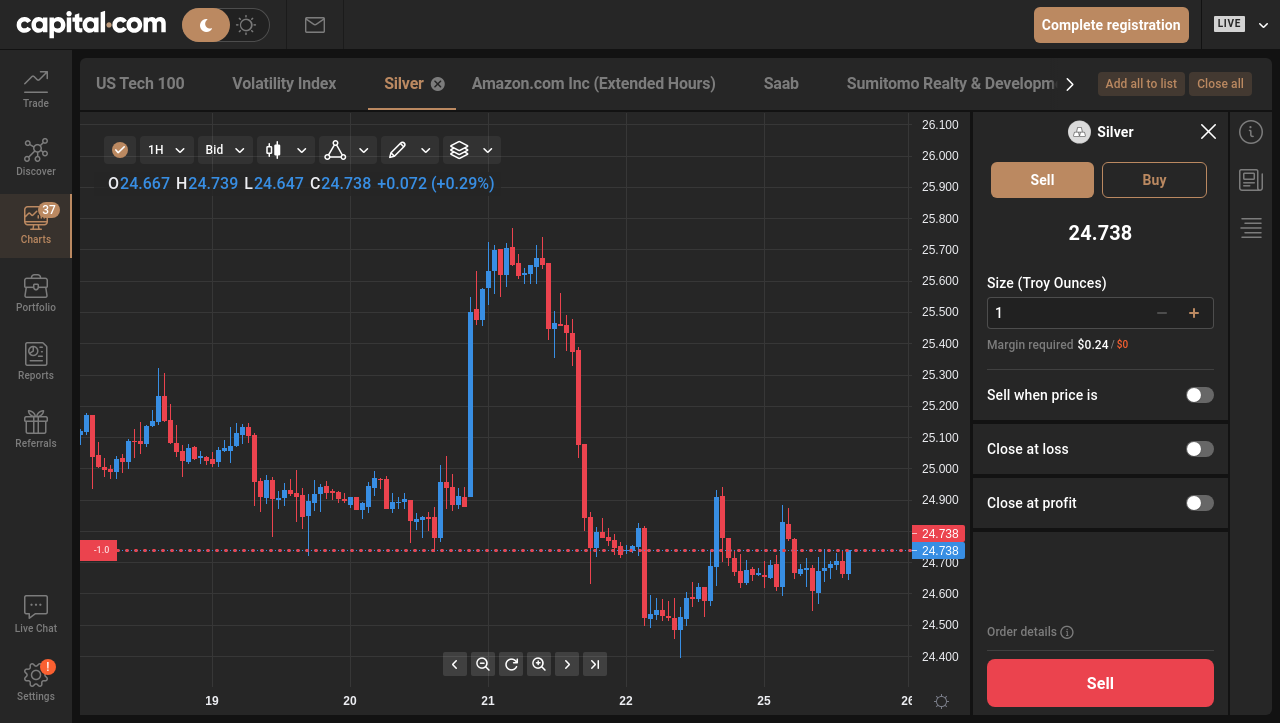 capital.com
Complete registration
LIVE
Trade
Discover
37
Charts
Portfolio
Reports
Referrals
Live Chat
!
Settings
US Tech 100
Volatility Index
Silver
Amazon.com Inc (Extended Hours)
Saab
Sumitomo Realty & Developm
Add all to list
Close all
1H
Bid
O24.667 H24.739 L24.647 C24.738 +0.072 (+0.29%)
26.100
26.000
25.900
25.800
25.700
25.600
25.500
25.400
25.300
25.200
25.100
25.000
24.900
24.738
24.738
24.700
24.600
24.500
24.400
-1.0
19
20
21
22
25
26
Silver
Sell
Buy
24.738
Size (Troy Ounces)
1
Margin required $0.24 / $0
Sell when price is
Close at loss
Close at profit
Order details
Sell